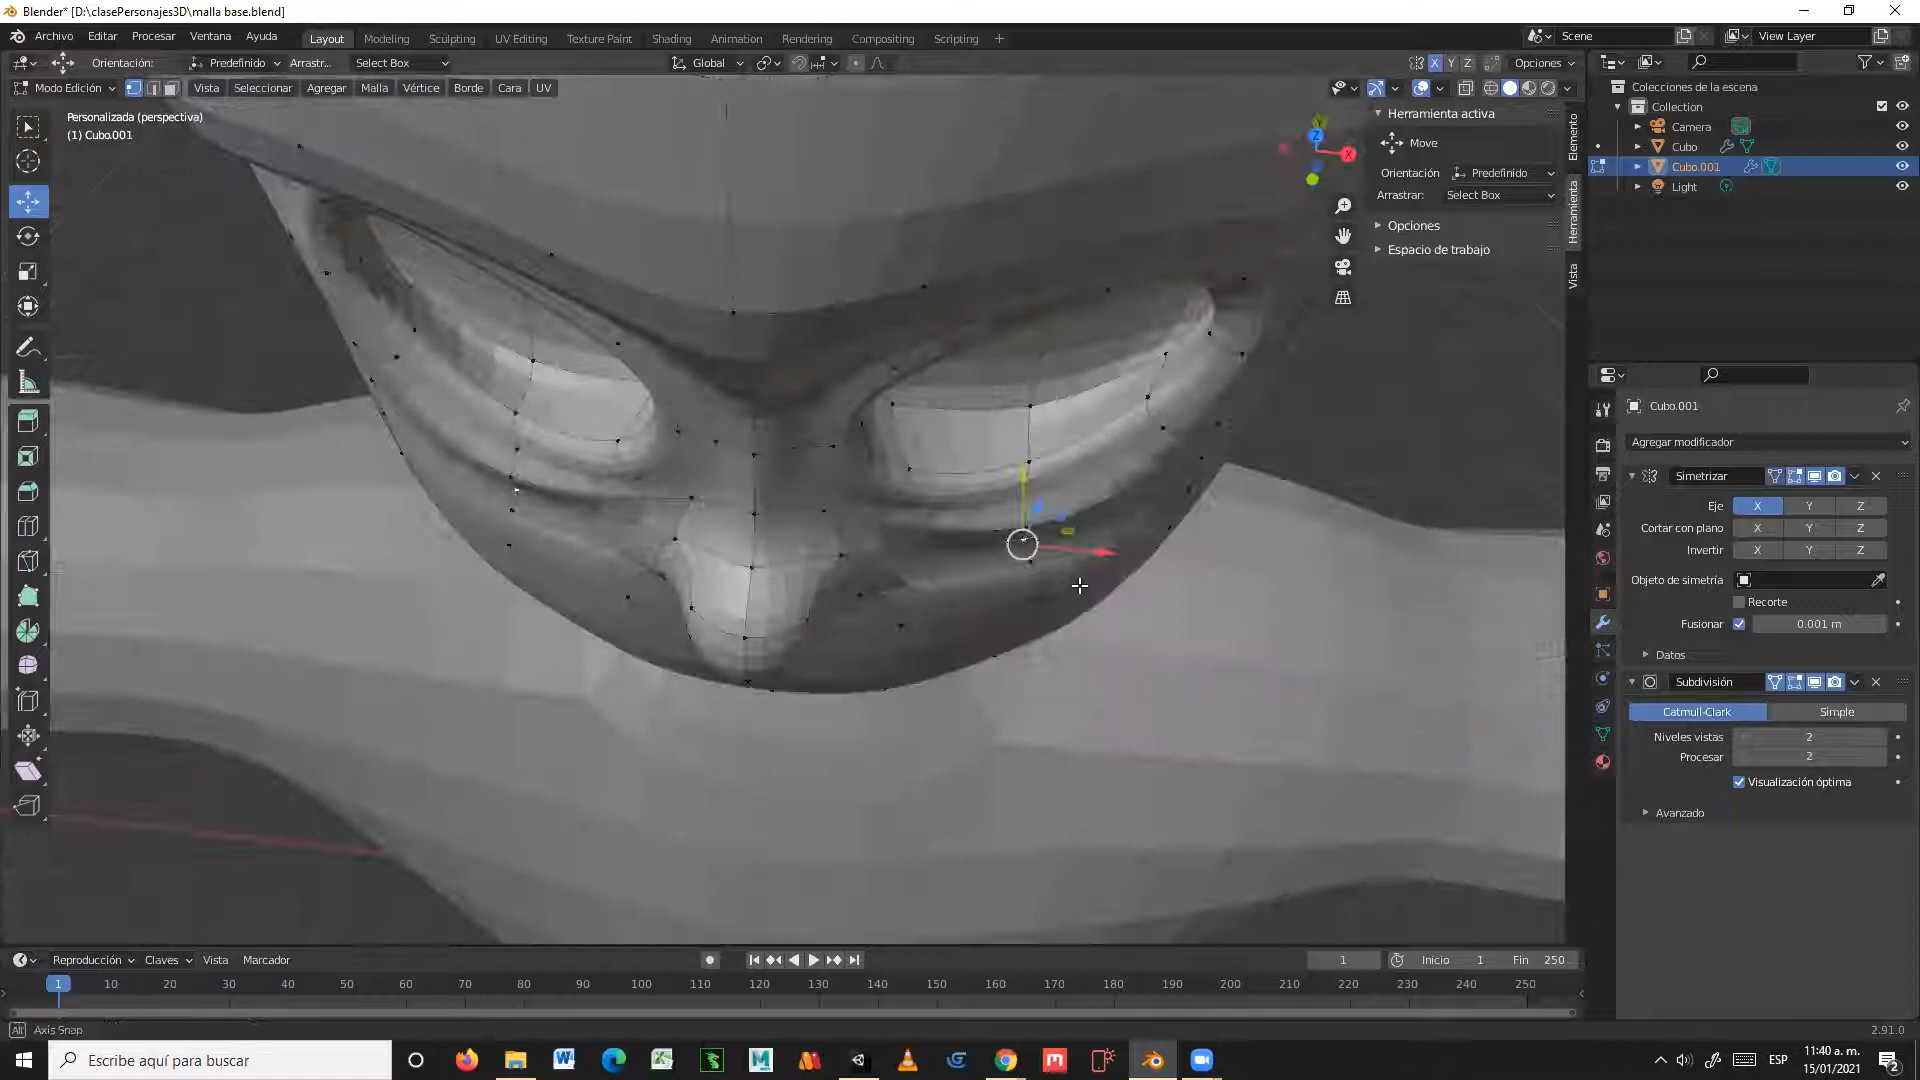 Blender* [D:\clasePersonajes3D\malla base.blend]
Archivo Editar Procesar Ventana Ayuda Layout Modeling Sculpting UV Editing Texture Paint Shading Animation Rendering Compositing Scripting Scene View Layer
Orientación: Predefinido Arrastr... Select Box Global X Y Z Opciones
Modo Edición Vista Seleccionar Agregar Malla Vértice Borde Cara UV
Personalizada (perspectiva)
(1) Cubo.001
Herramienta activa
Move
Orientación Predefinido
Arrastrar: Select Box
Opciones
Espacio de trabajo
Elemento
Herramienta
Vista
Z
X
Y
Colecciones de la escena
Collection
Camera
Cubo
Cubo.001
Light
Cubo.001
Agregar modificador
Simetrizar
Eje X Y Z
Cortar con plano X Y Z
Invertir X Y Z
Objeto de simetría
Recorte
Fusionar 0.001 m
Datos
Subdivisión
Catmull-Clark Simple
Niveles vistas 2
Procesar 2
Visualización óptima
Avanzado
Reproducción Claves Vista Marcador 1 Inicio 1 Fin 250
1 10 20 30 40 50 60 70 80 90 100 110 120 130 140 150 160 170 180 190 200 210 220 230 240 250
Alt Axis Snap 2.91.0
Escribe aquí para buscar
ESP
11:40 a. m.
15/01/2021
2